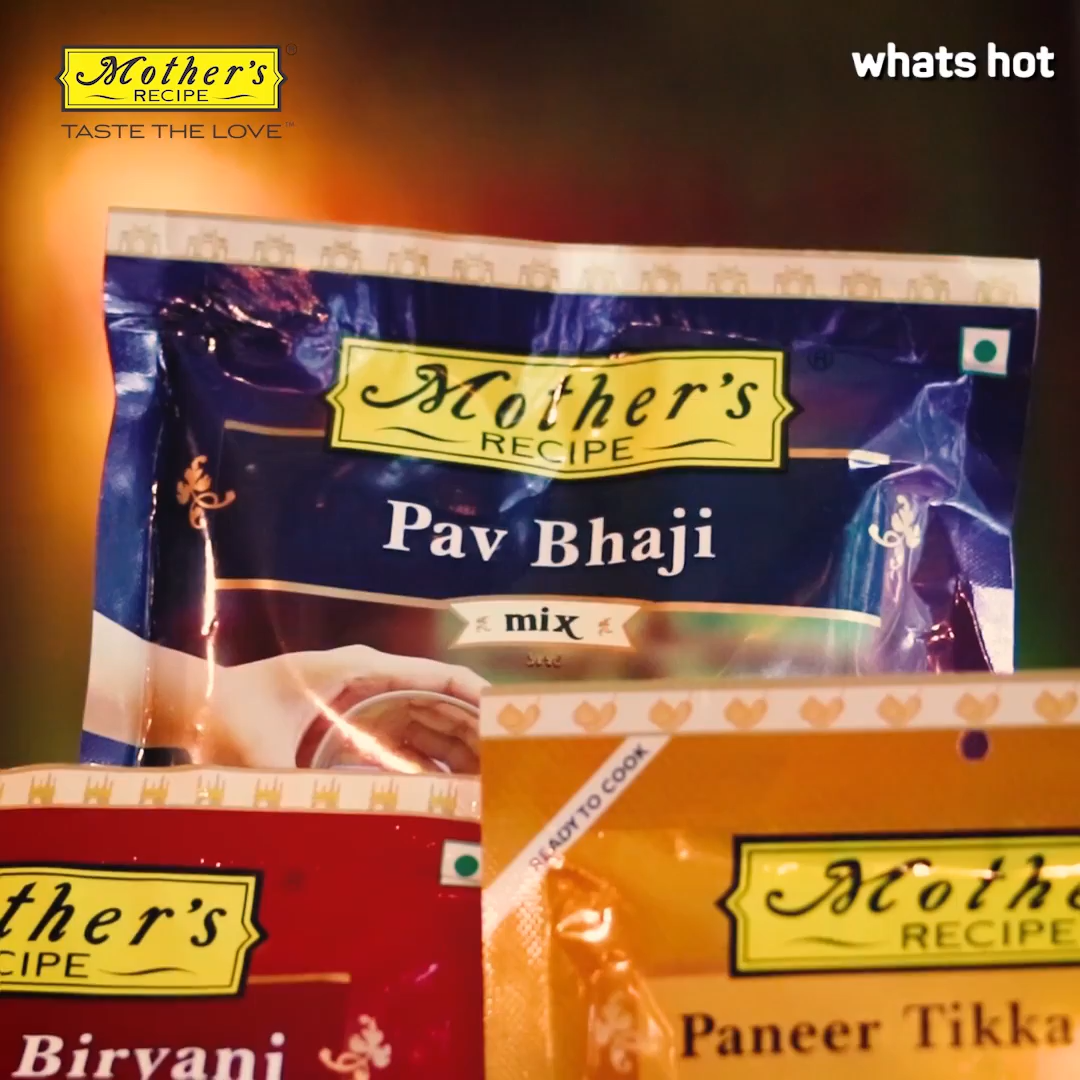 Mother's
RECIPE
TASTE THE LOVE
whats hot
Mother's
RECIPE
Pav Bhaji
mix
READY TO COOK
ther's
CIPE
Biryani
Mothe
RECIPE
Paneer Tikka